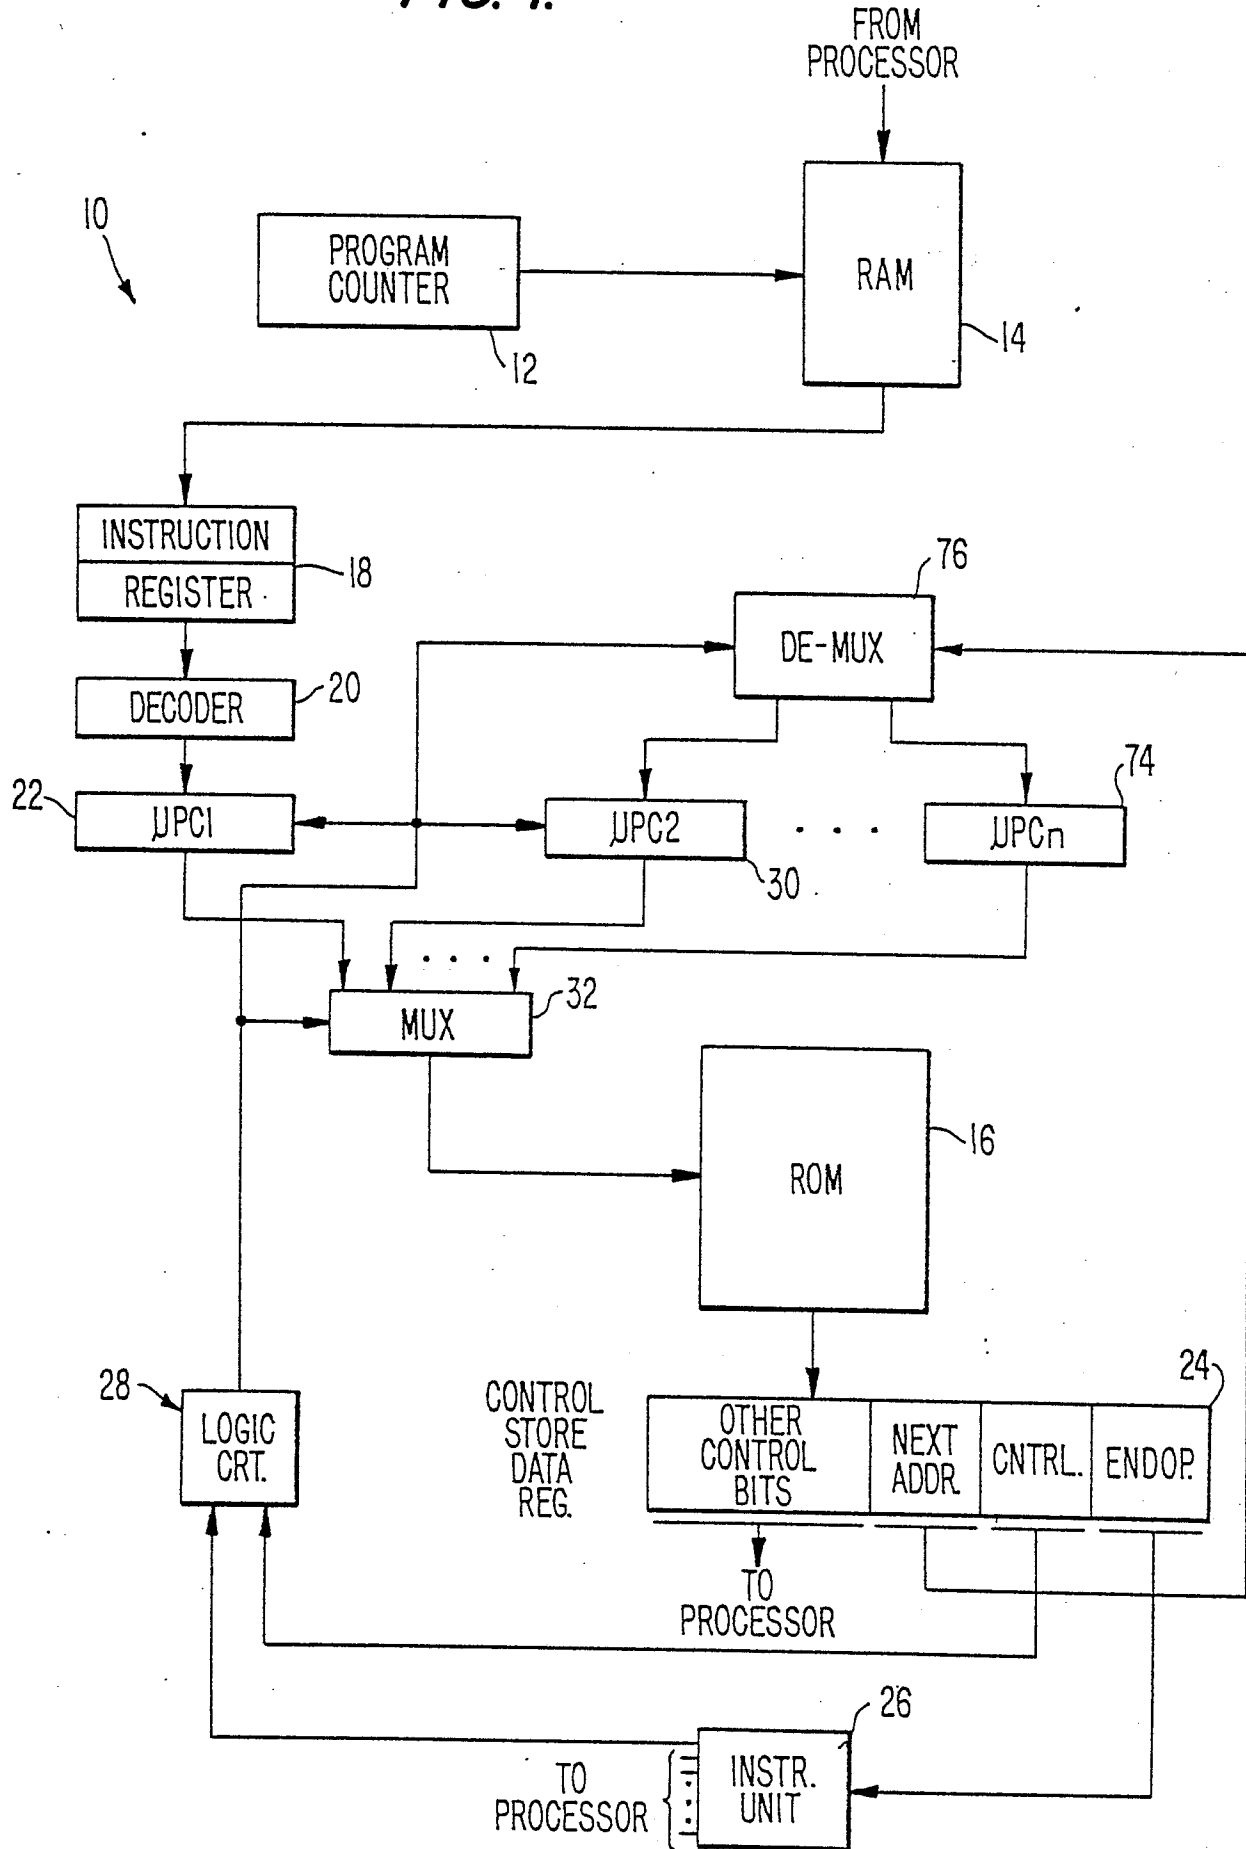 FROM
PROCESSOR
10
PROGRAM
COUNTER
12
RAM
14
INSTRUCTION
REGISTER
18
76
DE-MUX
DECODER
20
22
µPC1
µPC2
30
. . .
µPCn
74
. . .
MUX
32
ROM
16
28
LOGIC
CRT.
CONTROL
STORE
DATA
REG.
24
OTHER
CONTROL
BITS
NEXT
ADDR.
CNTRL.
ENDOP.
TO
PROCESSOR
26
INSTR.
UNIT
TO
PROCESSOR